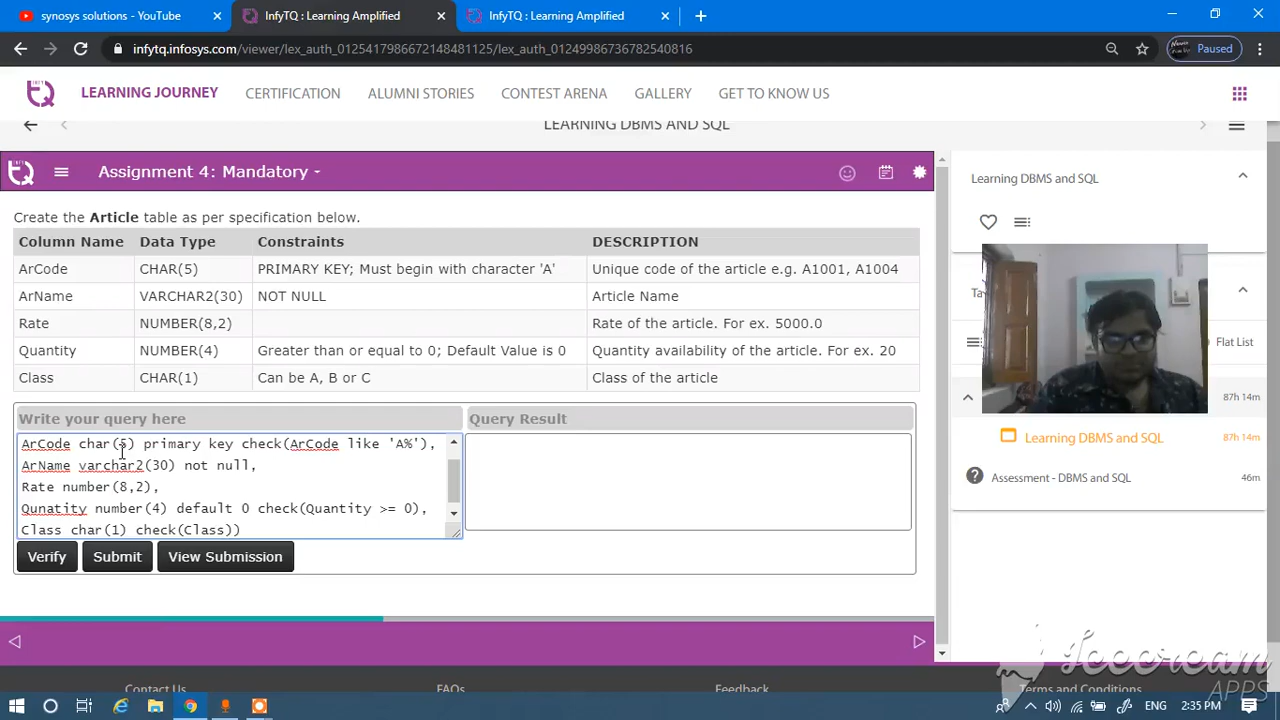 synosys solutions - YouTube
InfyTQ : Learning Amplified
InfyTQ : Learning Amplified
infytq.infosys.com/viewer/lex_auth_012541798667214848​1125/lex_auth_01249986736782540816
Paused
LEARNING JOURNEY CERTIFICATION ALUMNI STORIES CONTEST ARENA GALLERY GET TO KNOW US
LEARNING DBMS AND SQL
Assignment 4: Mandatory
Create the Article table as per specification below.
Column Name Data Type Constraints DESCRIPTION
ArCode CHAR(5) PRIMARY KEY; Must begin with character 'A' Unique code of the article e.g. A1001, A1004
ArName VARCHAR2(30) NOT NULL Article Name
Rate NUMBER(8,2) Rate of the article. For ex. 5000.0
Quantity NUMBER(4) Greater than or equal to 0; Default Value is 0 Quantity availability of the article. For ex. 20
Class CHAR(1) Can be A, B or C Class of the article
Write your query here
Query Result
ArCode char(5) primary key check(ArCode like 'A%'),
ArName varchar2(30) not null,
Rate number(8,2),
Qunatity number(4) default 0 check(Quantity >= 0),
Class char(1) check(Class))
Verify Submit View Submission
Learning DBMS and SQL
Ta
Flat List
87h 14m
Learning DBMS and SQL 87h 14m
Assessment - DBMS and SQL 46m
Contact Us FAQs Feedback Terms and Conditions
Icecream
APPS
ENG 2:35 PM